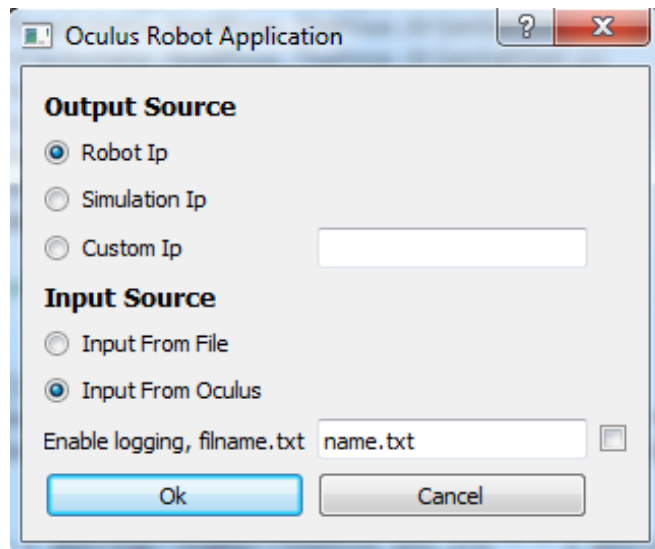 Oculus Robot Application
?
X
Output Source
Robot Ip
Simulation Ip
Custom Ip
Input Source
Input From File
Input From Oculus
Enable logging, filname.txt name.txt
Ok Cancel